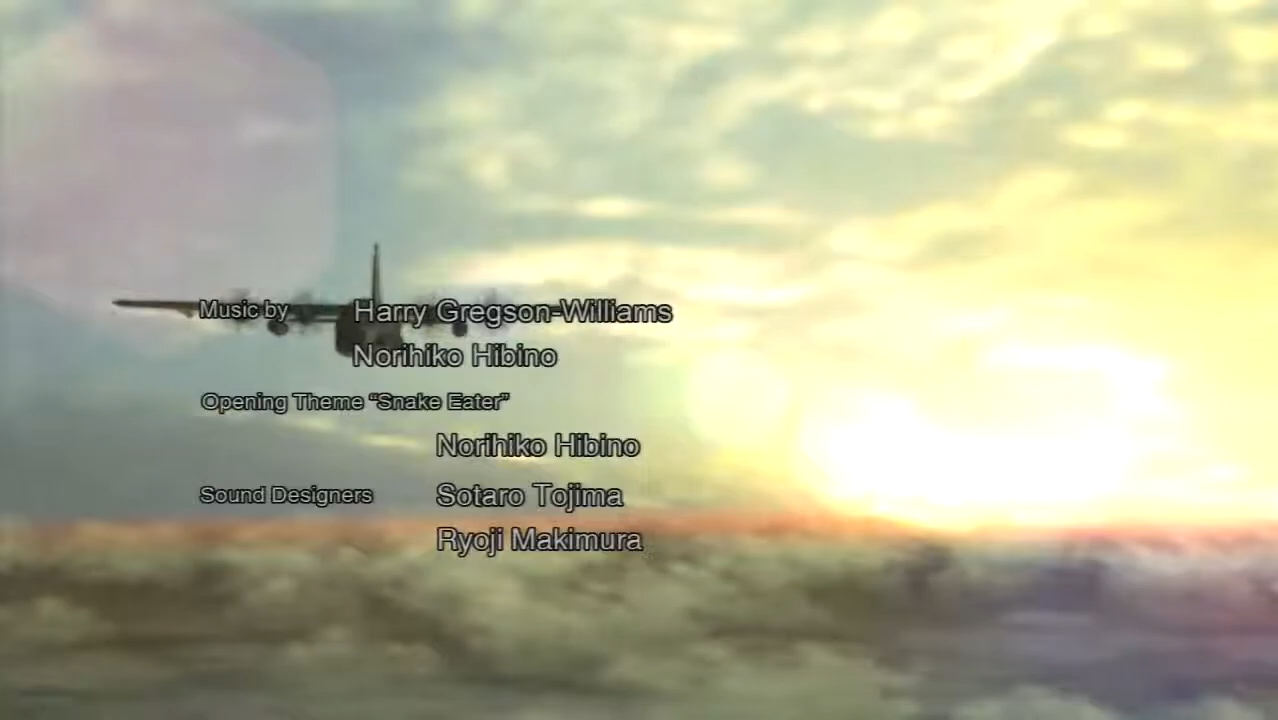 Music by Harry Gregson-Williams
Norihiko Hibino
Opening Theme “Snake Eater”
Norihiko Hibino
Sound Designers Sotaro Tojima
Ryoji Makimura